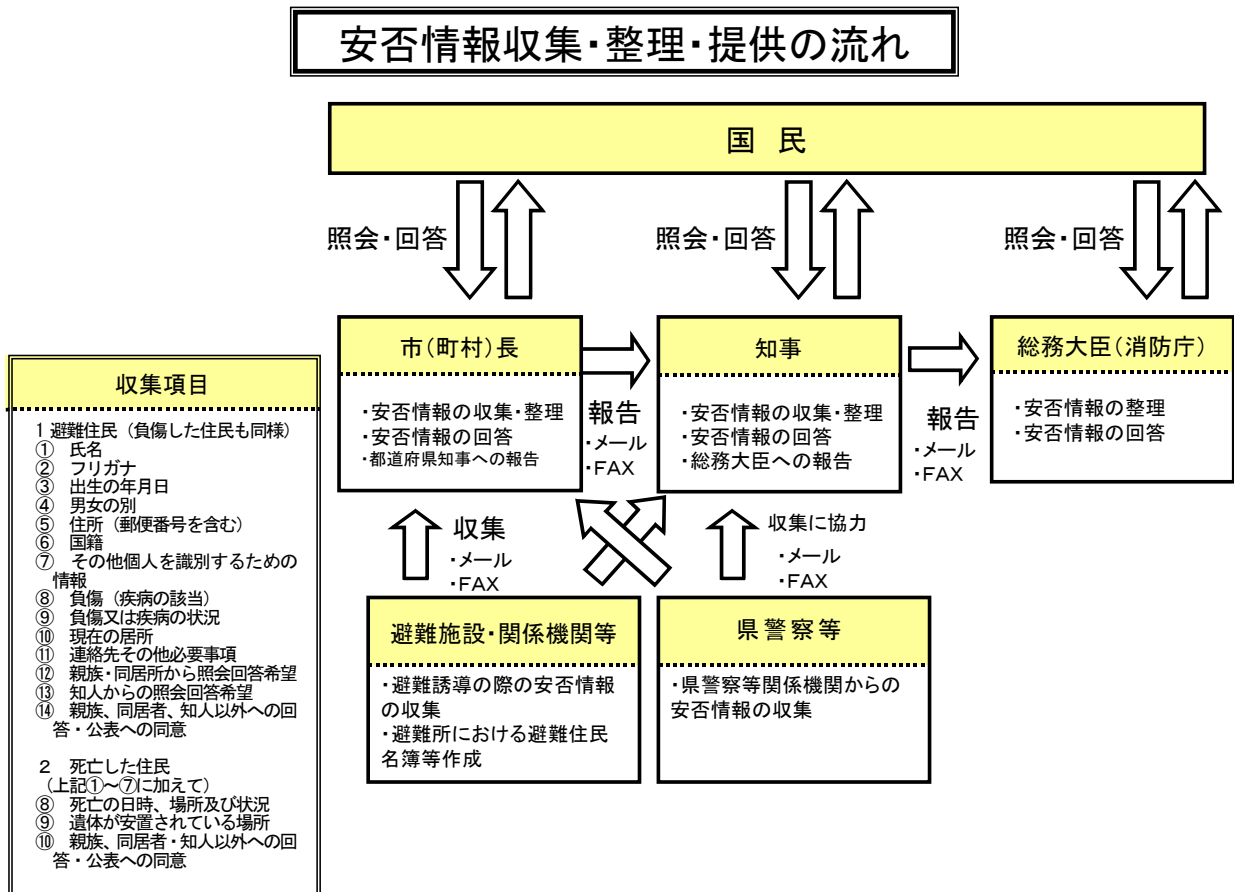 安否情報収集・整理・提供の流れ
国 民
照会・回答
照会・回答
照会・回答
市(町村)長
・安否情報の収集・整理
・安否情報の回答
・都道府県知事への報告
報告
・メール
・FAX
知事
・安否情報の収集・整理
・安否情報の回答
・総務大臣への報告
報告
・メール
・FAX
総務大臣(消防庁)
・安否情報の整理
・安否情報の回答
収集項目
1 避難住民（負傷した住民も同様）
① 氏名
② フリガナ
③ 出生の年月日
④ 男女の別
⑤ 住所（郵便番号を含む）
⑥ 国籍
⑦ その他個人を識別するための
情報
⑧ 負傷（疾病の該当）
⑨ 負傷又は疾病の状況
⑩ 現在の居所
⑪ 連絡先その他必要事項
⑫ 親族・同居所から照会回答希望
⑬ 知人からの照会回答希望
⑭ 親族、同居者、知人以外への回
答・公表への同意
2 死亡した住民
（上記①～⑦に加えて）
⑧ 死亡の日時、場所及び状況
⑨ 遺体が安置されている場所
⑩ 親族、同居者・知人以外への回
答・公表への同意
収集
・メール
・FAX
収集に協力
・メール
・FAX
避難施設・関係機関等
・避難誘導の際の安否情報
の収集
・避難所における避難住民
名簿等作成
県警察等
・県警察等関係機関からの
安否情報の収集